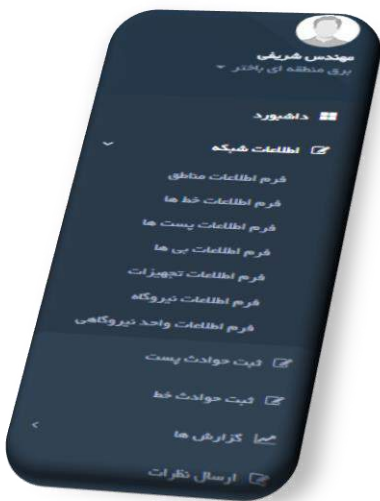 مهندس شریفی
برق منطقه ای باختر
داشبورد
اطلاعات شبکه
فرم اطلاعات مناطق
فرم اطلاعات خط ها
فرم اطلاعات پست ها
فرم اطلاعات بی ها
فرم اطلاعات تجهیزات
فرم اطلاعات نیروگاه
فرم اطلاعات واحد نیروگاهی
ثبت حوادث پست
ثبت حوادث خط
گزارش ها
ارسال نظرات